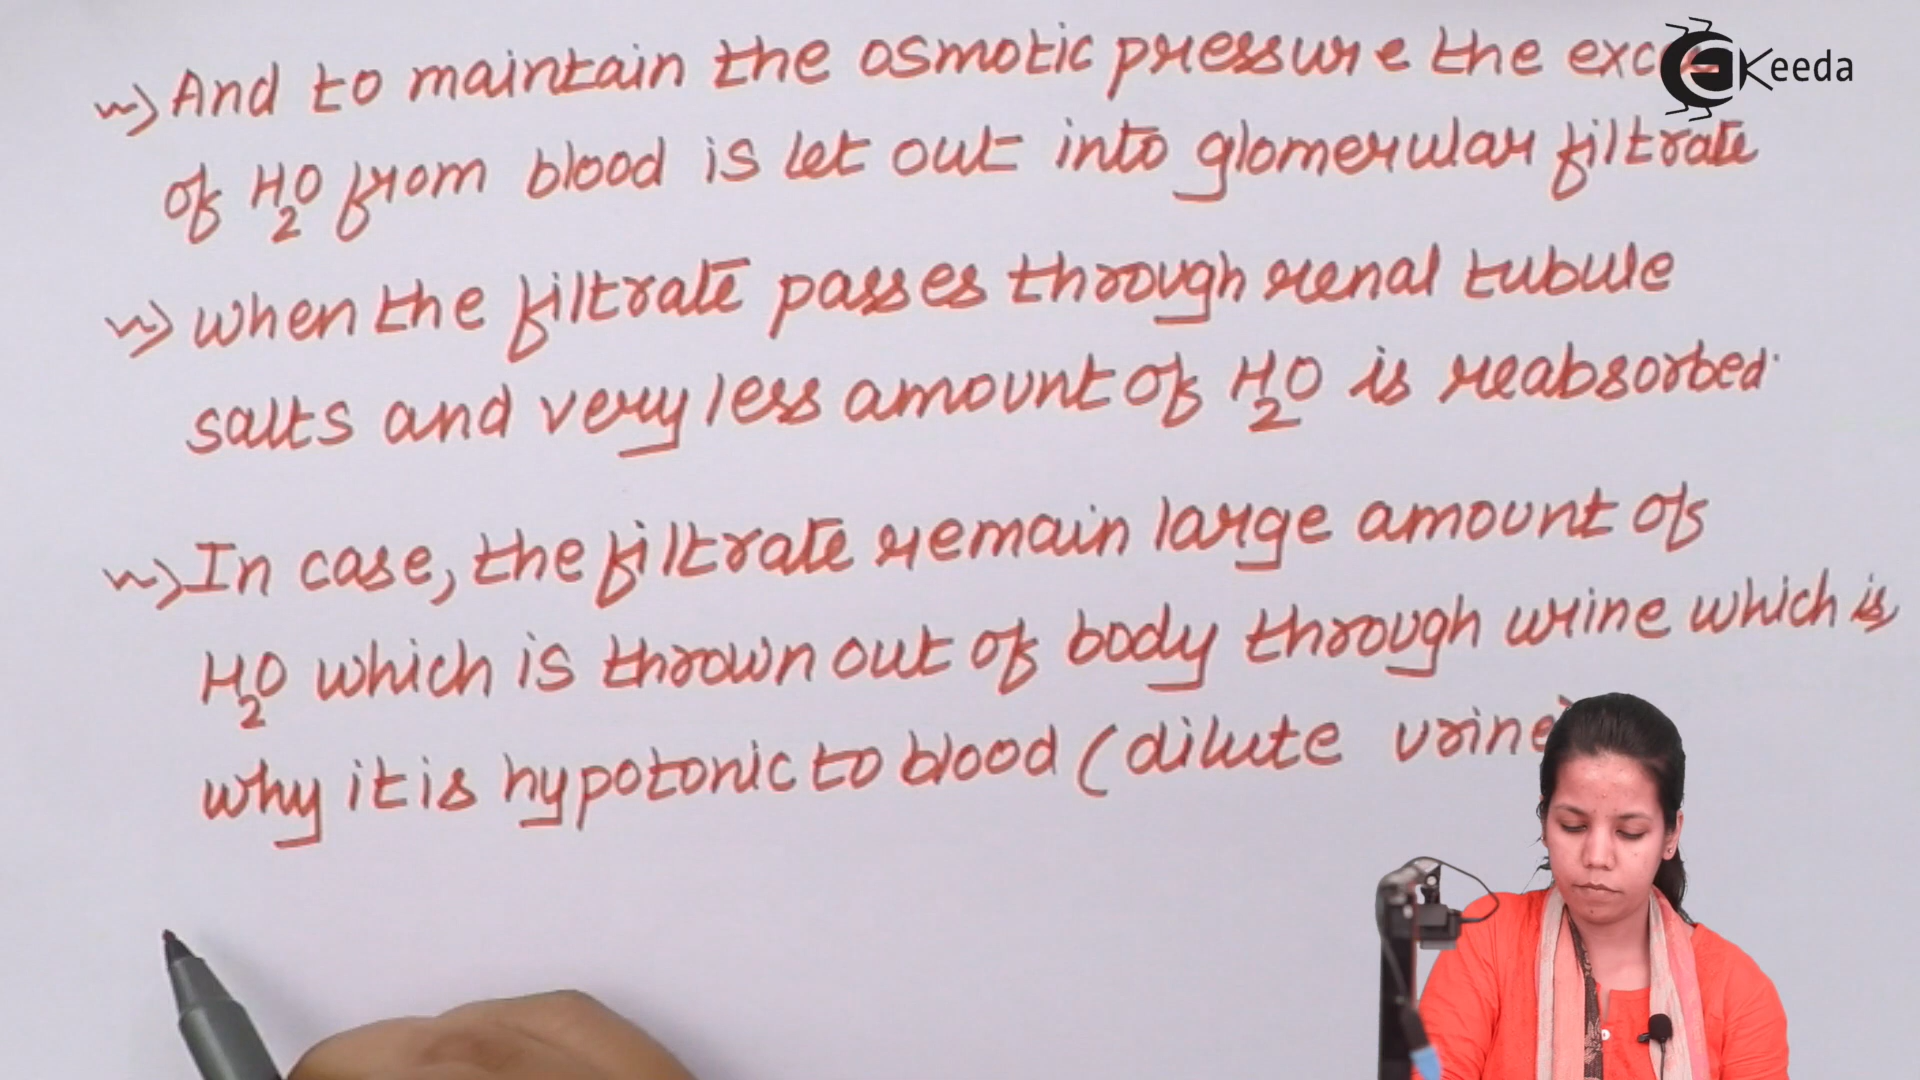 And to maintain the osmotic pressure the
of H₂O from blood is let out into glomerular filtrate
when the filtrate passes through renal tubule
salts and very less amount of H₂O is reabsorbed.
In case, the filtrate remain large amount of
H₂O which is thrown out of body through urine which is
why it is hypotonic to blood (dilute urine)
eKeeda